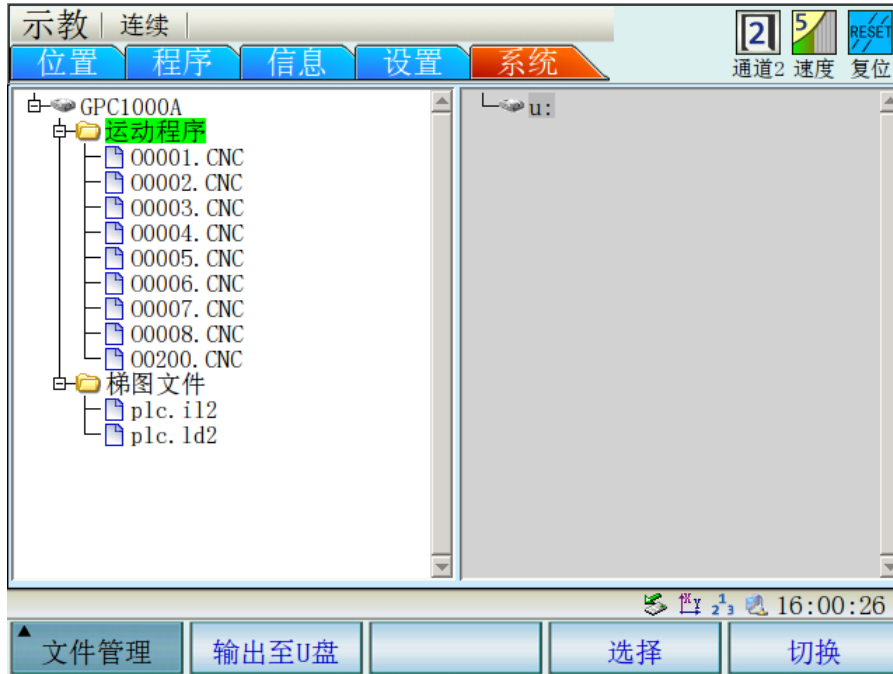 示教 连续
2 5 RESET
通道2 速度 复位
位置 程序 信息 设置 系统
GPC1000A
运动程序
O0001.CNC
O0002.CNC
O0003.CNC
O0004.CNC
O0005.CNC
O0006.CNC
O0007.CNC
O0008.CNC
O0200.CNC
梯图文件
plc.il2
plc.ld2
u:
16:00:26
文件管理 输出至U盘 选择 切换